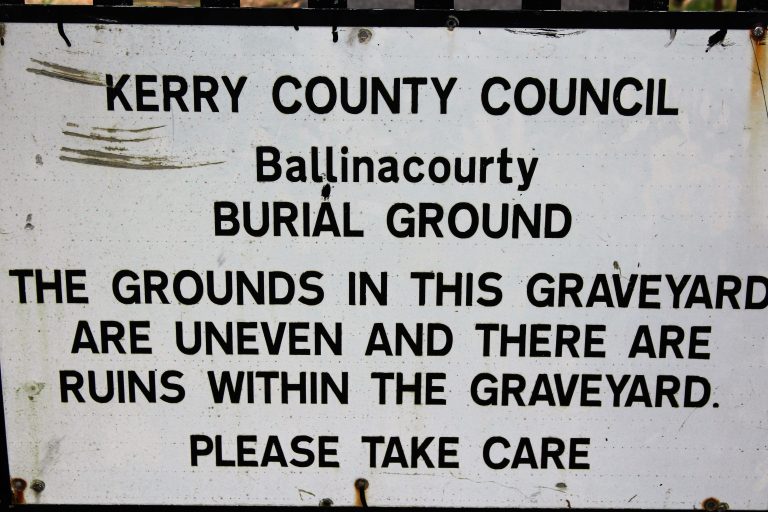 KERRY COUNTY COUNCIL
Ballinacourty
BURIAL GROUND
THE GROUNDS IN THIS GRAVEYARD
ARE UNEVEN AND THERE ARE
RUINS WITHIN THE GRAVEYARD.
PLEASE TAKE CARE